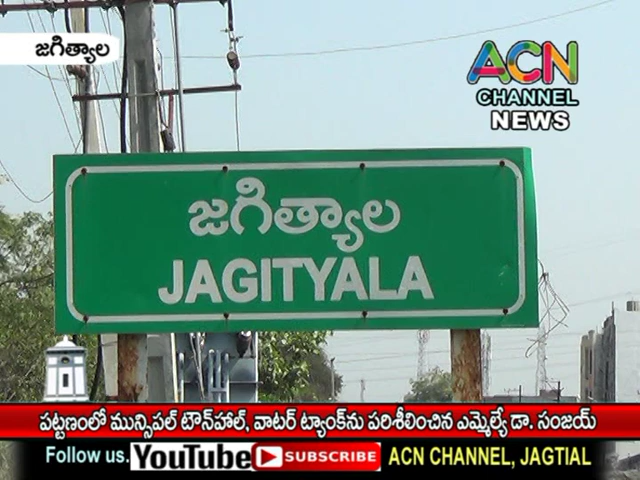 జగిత్యాల
ACN
CHANNEL
NEWS
జగిత్యాల
JAGITYALA
పట్టణంలో మున్సిపల్ టౌన్‌హాల్, వాటర్ ట్యాంక్‌ను పరిశీలించిన ఎమ్మెల్యే డా. సంజయ్
Follow us. YouTube SUBSCRIBE ACN CHANNEL, JAGTIAL